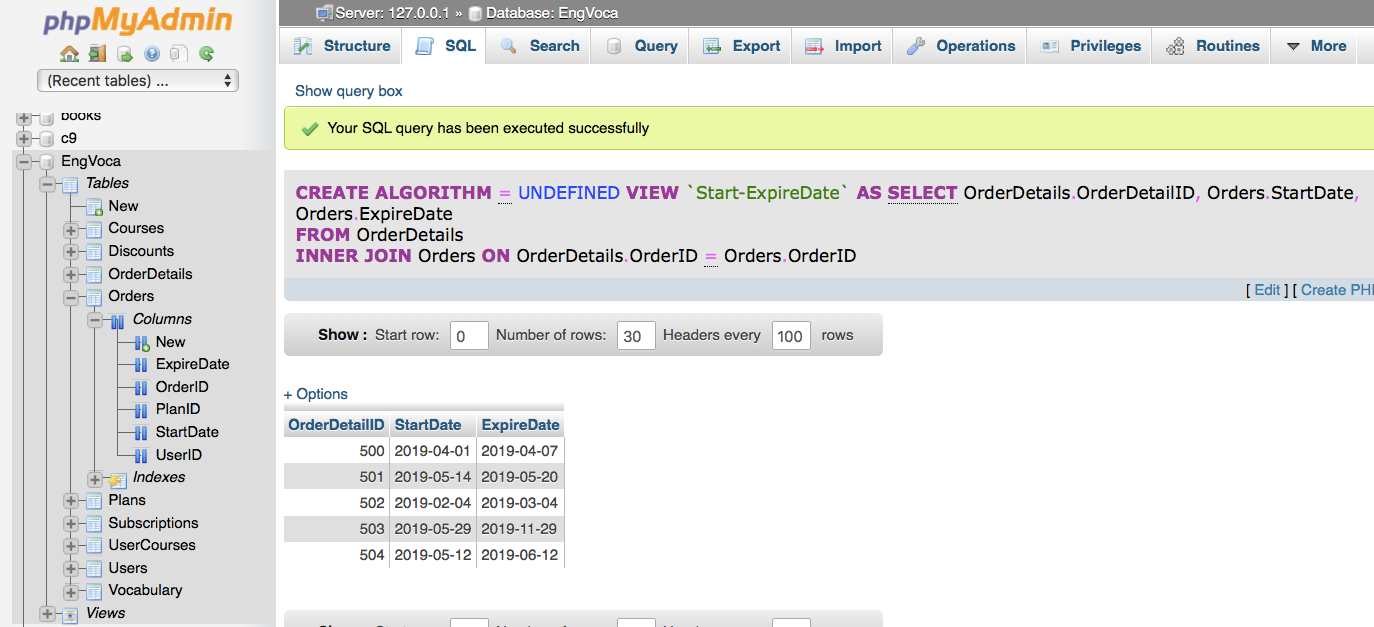 phpMyAdmin
(Recent tables) ...
books
c9
EngVoca
Tables
New
Courses
Discounts
OrderDetails
Orders
Columns
New
ExpireDate
OrderID
PlanID
StartDate
UserID
Indexes
Plans
Subscriptions
UserCourses
Users
Vocabulary
Views
Server: 127.0.0.1 » Database: EngVoca
Structure SQL Search Query Export Import Operations Privileges Routines More
Show query box
Your SQL query has been executed successfully
CREATE ALGORITHM = UNDEFINED VIEW `Start-ExpireDate` AS SELECT OrderDetails.OrderDetailID, Orders.StartDate,
Orders.ExpireDate
FROM OrderDetails
INNER JOIN Orders ON OrderDetails.OrderID = Orders.OrderID
[ Edit ] [ Create PH
Show : Start row: 0 Number of rows: 30 Headers every 100 rows
+ Options
OrderDetailID StartDate ExpireDate
500 2019-04-01 2019-04-07
501 2019-05-14 2019-05-20
502 2019-02-04 2019-03-04
503 2019-05-29 2019-11-29
504 2019-05-12 2019-06-12